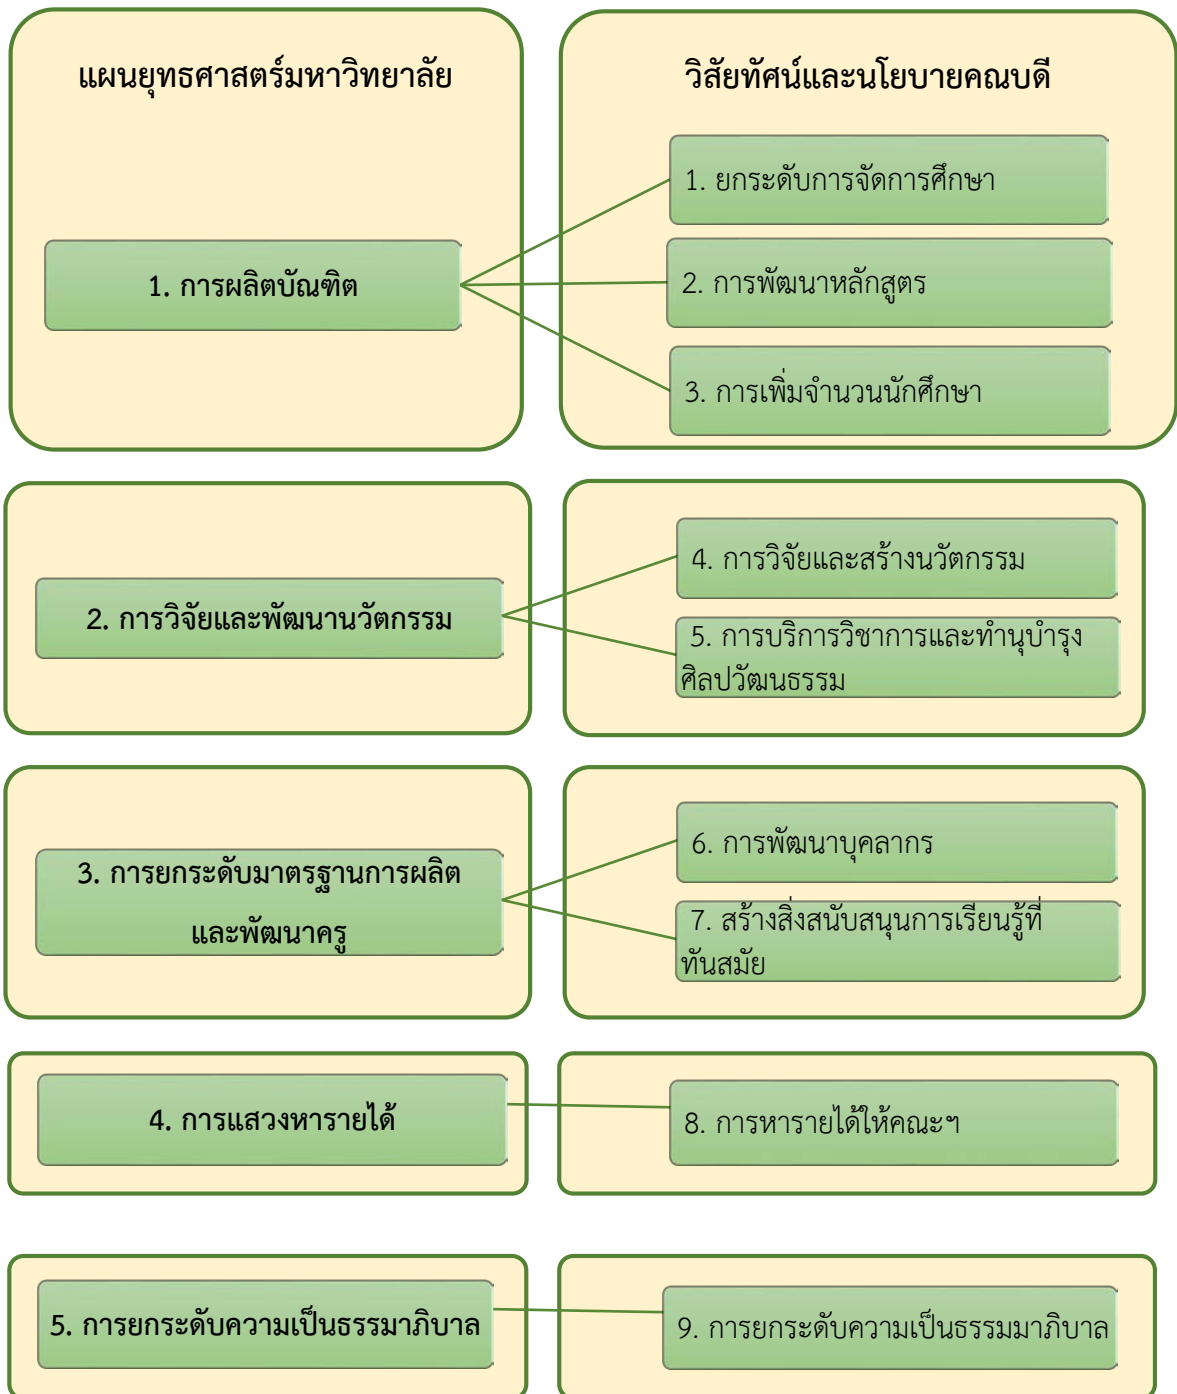 แผนยุทธศาสตร์มหาวิทยาลัย
วิสัยทัศน์และนโยบายคณบดี
1. การผลิตบัณฑิต
1. ยกระดับการจัดการศึกษา
2. การพัฒนาหลักสูตร
3. การเพิ่มจำนวนนักศึกษา
2. การวิจัยและพัฒนานวัตกรรม
4. การวิจัยและสร้างนวัตกรรม
5. การบริการวิชาการและทำนุบำรุง
ศิลปวัฒนธรรม
3. การยกระดับมาตรฐานการผลิต
และพัฒนาครู
6. การพัฒนาบุคลากร
7. สร้างสิ่งสนับสนุนการเรียนรู้ที่
ทันสมัย
4. การแสวงหารายได้
8. การหารายได้ให้คณะฯ
5. การยกระดับความเป็นธรรมาภิบาล
9. การยกระดับความเป็นธรรมมาภิบาล